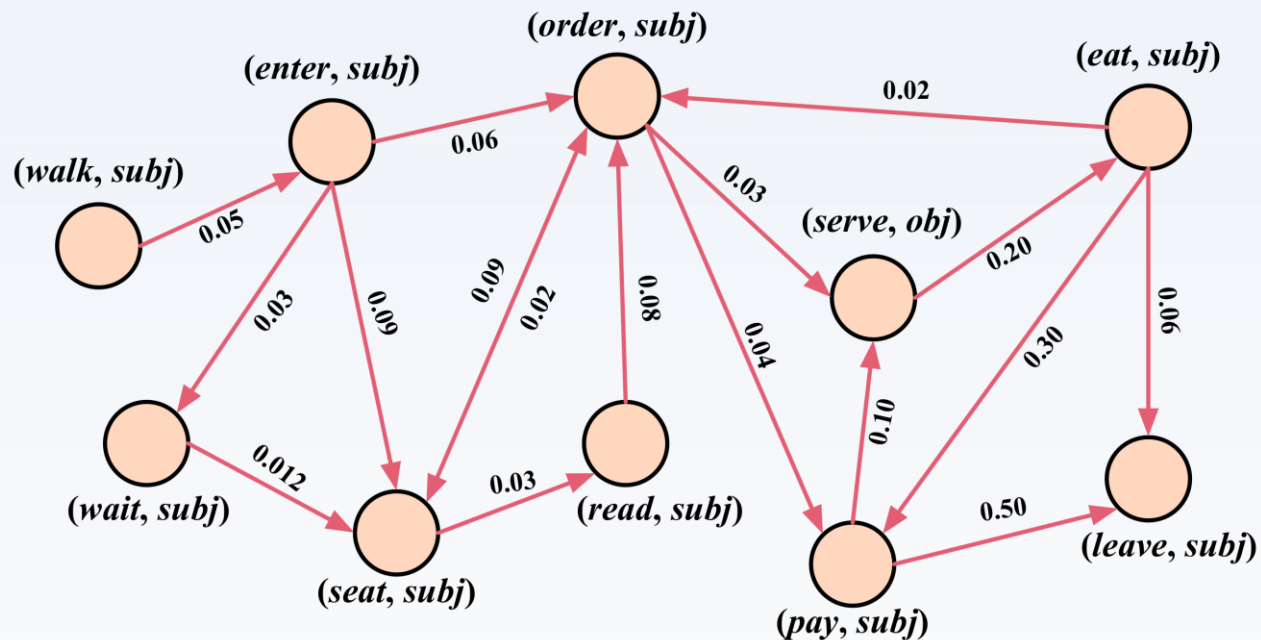 (order, subj)
(enter, subj)
(eat, subj)
0.02
0.06
(walk, subj)
0.05
0.03
(serve, obj)
0.20
0.03
0.09
0.09
0.02
0.08
0.04
0.30
0.06
0.10
0.012
0.03
(wait, subj)
(read, subj)
0.50
(leave, subj)
(seat, subj)
(pay, subj)